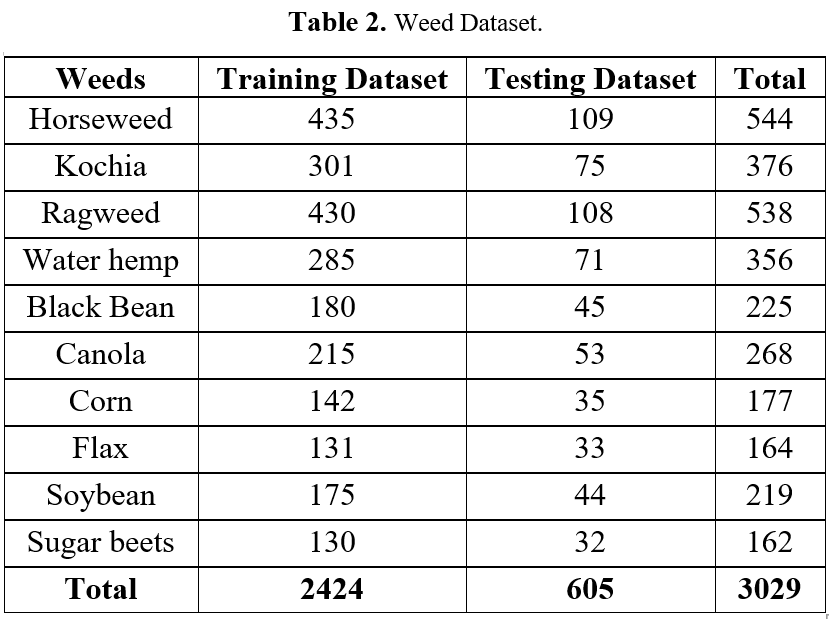 Table 2. Weed Dataset.
Weeds Training Dataset Testing Dataset Total
Horseweed 435 109 544
Kochia 301 75 376
Ragweed 430 108 538
Water hemp 285 71 356
Black Bean 180 45 225
Canola 215 53 268
Corn 142 35 177
Flax 131 33 164
Soybean 175 44 219
Sugar beets 130 32 162
Total 2424 605 3029